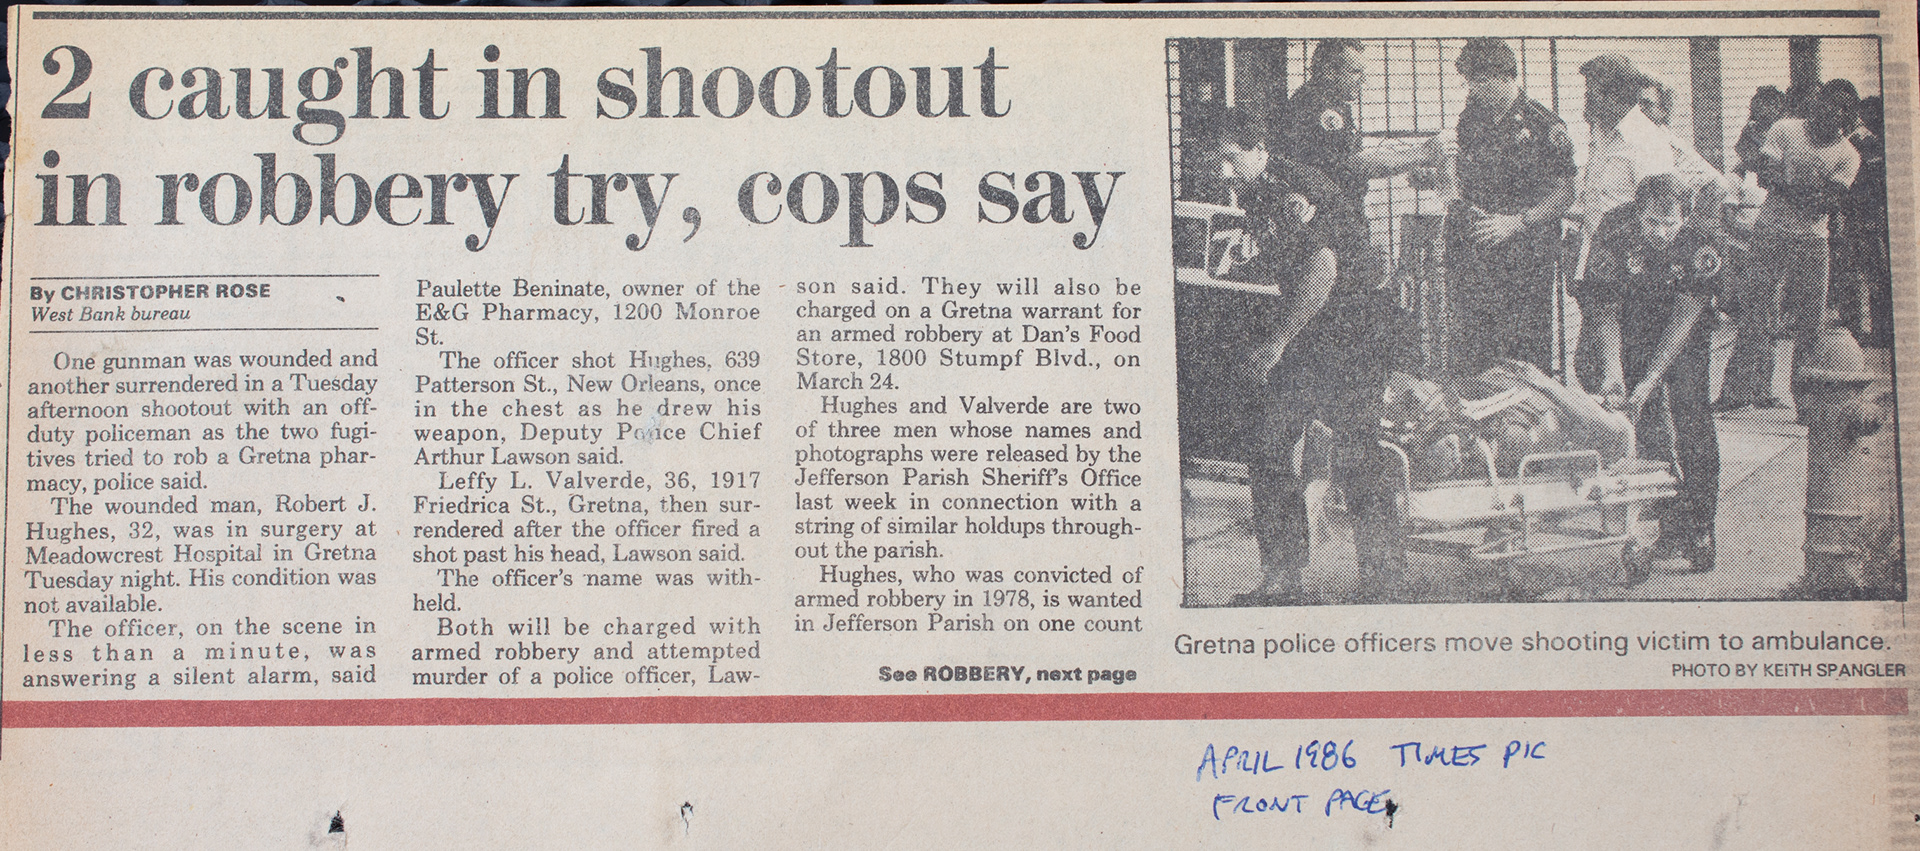 2 caught in shootout
in robbery try, cops say
By CHRISTOPHER ROSE
West Bank bureau
One gunman was wounded and
another surrendered in a Tuesday
afternoon shootout with an off-
duty policeman as the two fugi-
tives tried to rob a Gretna phar-
macy, police said.
The wounded man, Robert J.
Hughes, 32, was in surgery at
Meadowcrest Hospital in Gretna
Tuesday night. His condition was
not available.
The officer, on the scene in
less than a minute, was
answering a silent alarm, said
Paulette Beninate, owner of the
E&G Pharmacy, 1200 Monroe
St.
The officer shot Hughes, 639
Patterson St., New Orleans, once
in the chest as he drew his
weapon, Deputy Police Chief
Arthur Lawson said.
Leffy L. Valverde, 36, 1917
Friedrica St., Gretna, then sur-
rendered after the officer fired a
shot past his head, Lawson said.
The officer's name was with-
held.
Both will be charged with
armed robbery and attempted
murder of a police officer, Law-
son said. They will also be
charged on a Gretna warrant for
an armed robbery at Dan's Food
Store, 1800 Stumpf Blvd., on
March 24.
Hughes and Valverde are two
of three men whose names and
photographs were released by the
Jefferson Parish Sheriff's Office
last week in connection with a
string of similar holdups through-
out the parish.
Hughes, who was convicted of
armed robbery in 1978, is wanted
in Jefferson Parish on one count
See ROBBERY, next page
Gretna police officers move shooting victim to ambulance.
PHOTO BY KEITH SPANGLER
APRIL 1986 TIMES PIC
FRONT PAGE